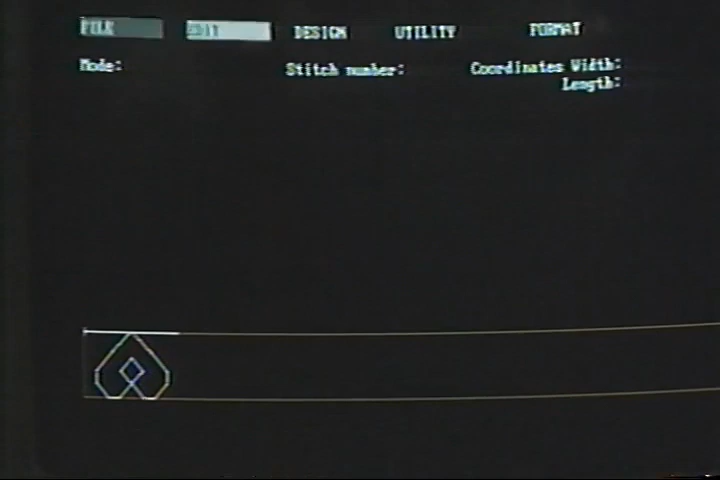 FILE EDIT DESIGN UTILITY FORMAT
Mode: Stitch number: Coordinates Width:
Length: